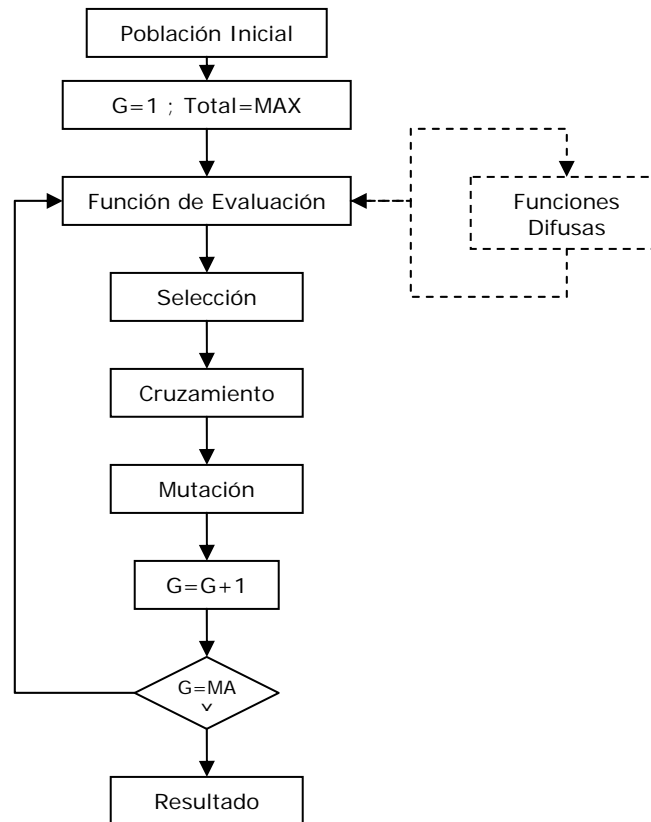 Población Inicial
G=1 ; Total=MAX
Función de Evaluación
Funciones
Difusas
Selección
Cruzamiento
Mutación
G=G+1
G=MA
Resultado